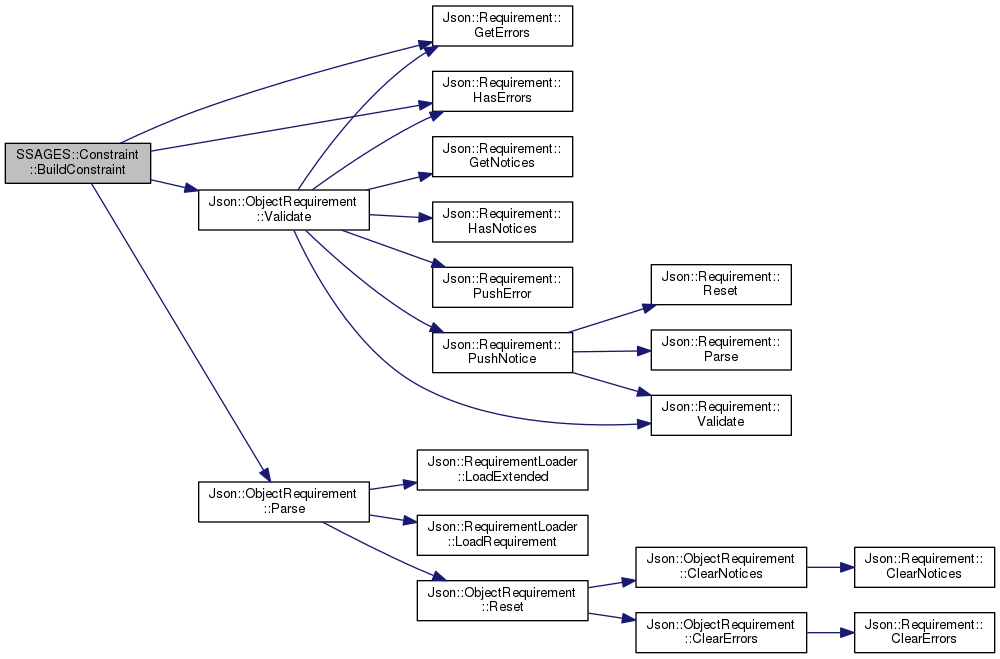 SSAGES::Constraint
::BuildConstraint
Json::Requirement::
GetErrors
Json::Requirement::
HasErrors
Json::Requirement::
GetNotices
Json::ObjectRequirement
::Validate
Json::Requirement::
HasNotices
Json::Requirement::
PushError
Json::Requirement::
PushNotice
Json::Requirement::
Reset
Json::Requirement::
Parse
Json::Requirement::
Validate
Json::ObjectRequirement
::Parse
Json::RequirementLoader
::LoadExtended
Json::RequirementLoader
::LoadRequirement
Json::ObjectRequirement
::Reset
Json::ObjectRequirement
::ClearNotices
Json::Requirement::
ClearNotices
Json::ObjectRequirement
::ClearErrors
Json::Requirement::
ClearErrors